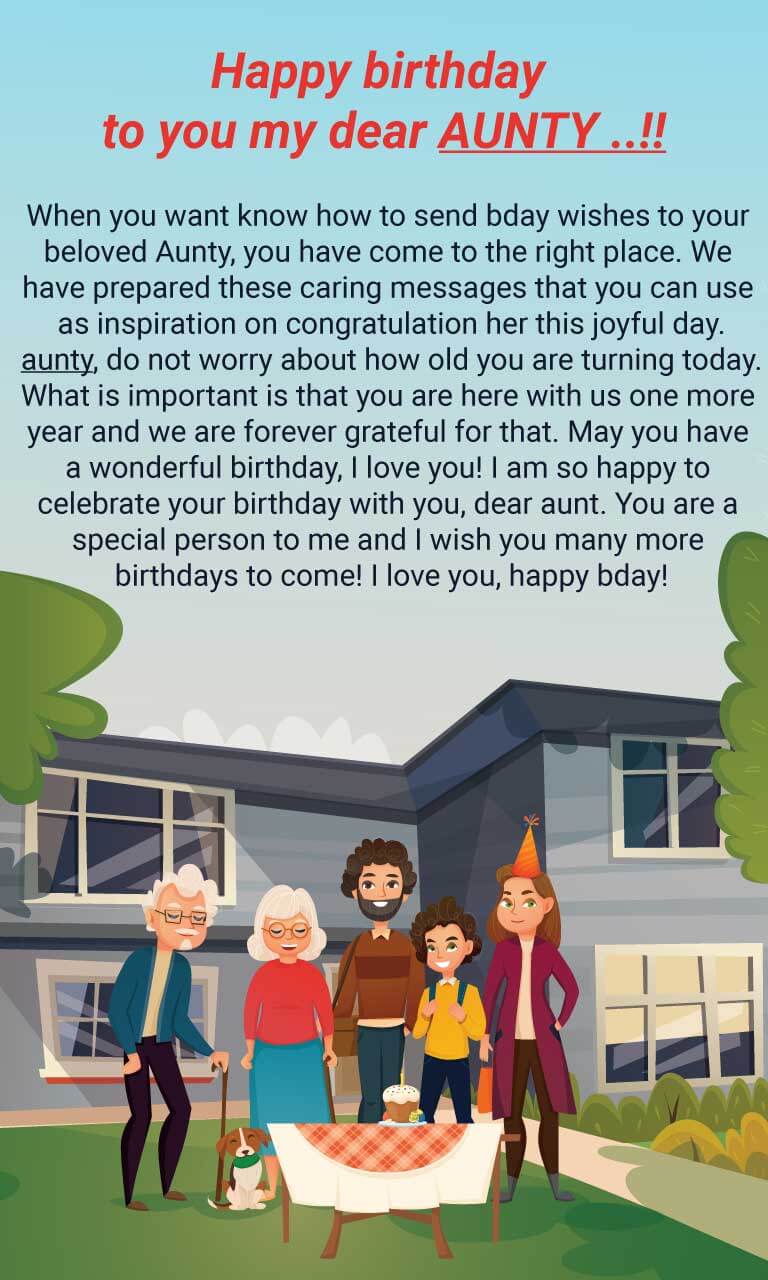 Happy birthday
to you my dear AUNTY ..!!
When you want know how to send bday wishes to your
beloved Aunty, you have come to the right place. We
have prepared these caring messages that you can use
as inspiration on congratulation her this joyful day.
aunty, do not worry about how old you are turning today.
What is important is that you are here with us one more
year and we are forever grateful for that. May you have
a wonderful birthday, I love you! I am so happy to
celebrate your birthday with you, dear aunt. You are a
special person to me and I wish you many more
birthdays to come! I love you, happy bday!